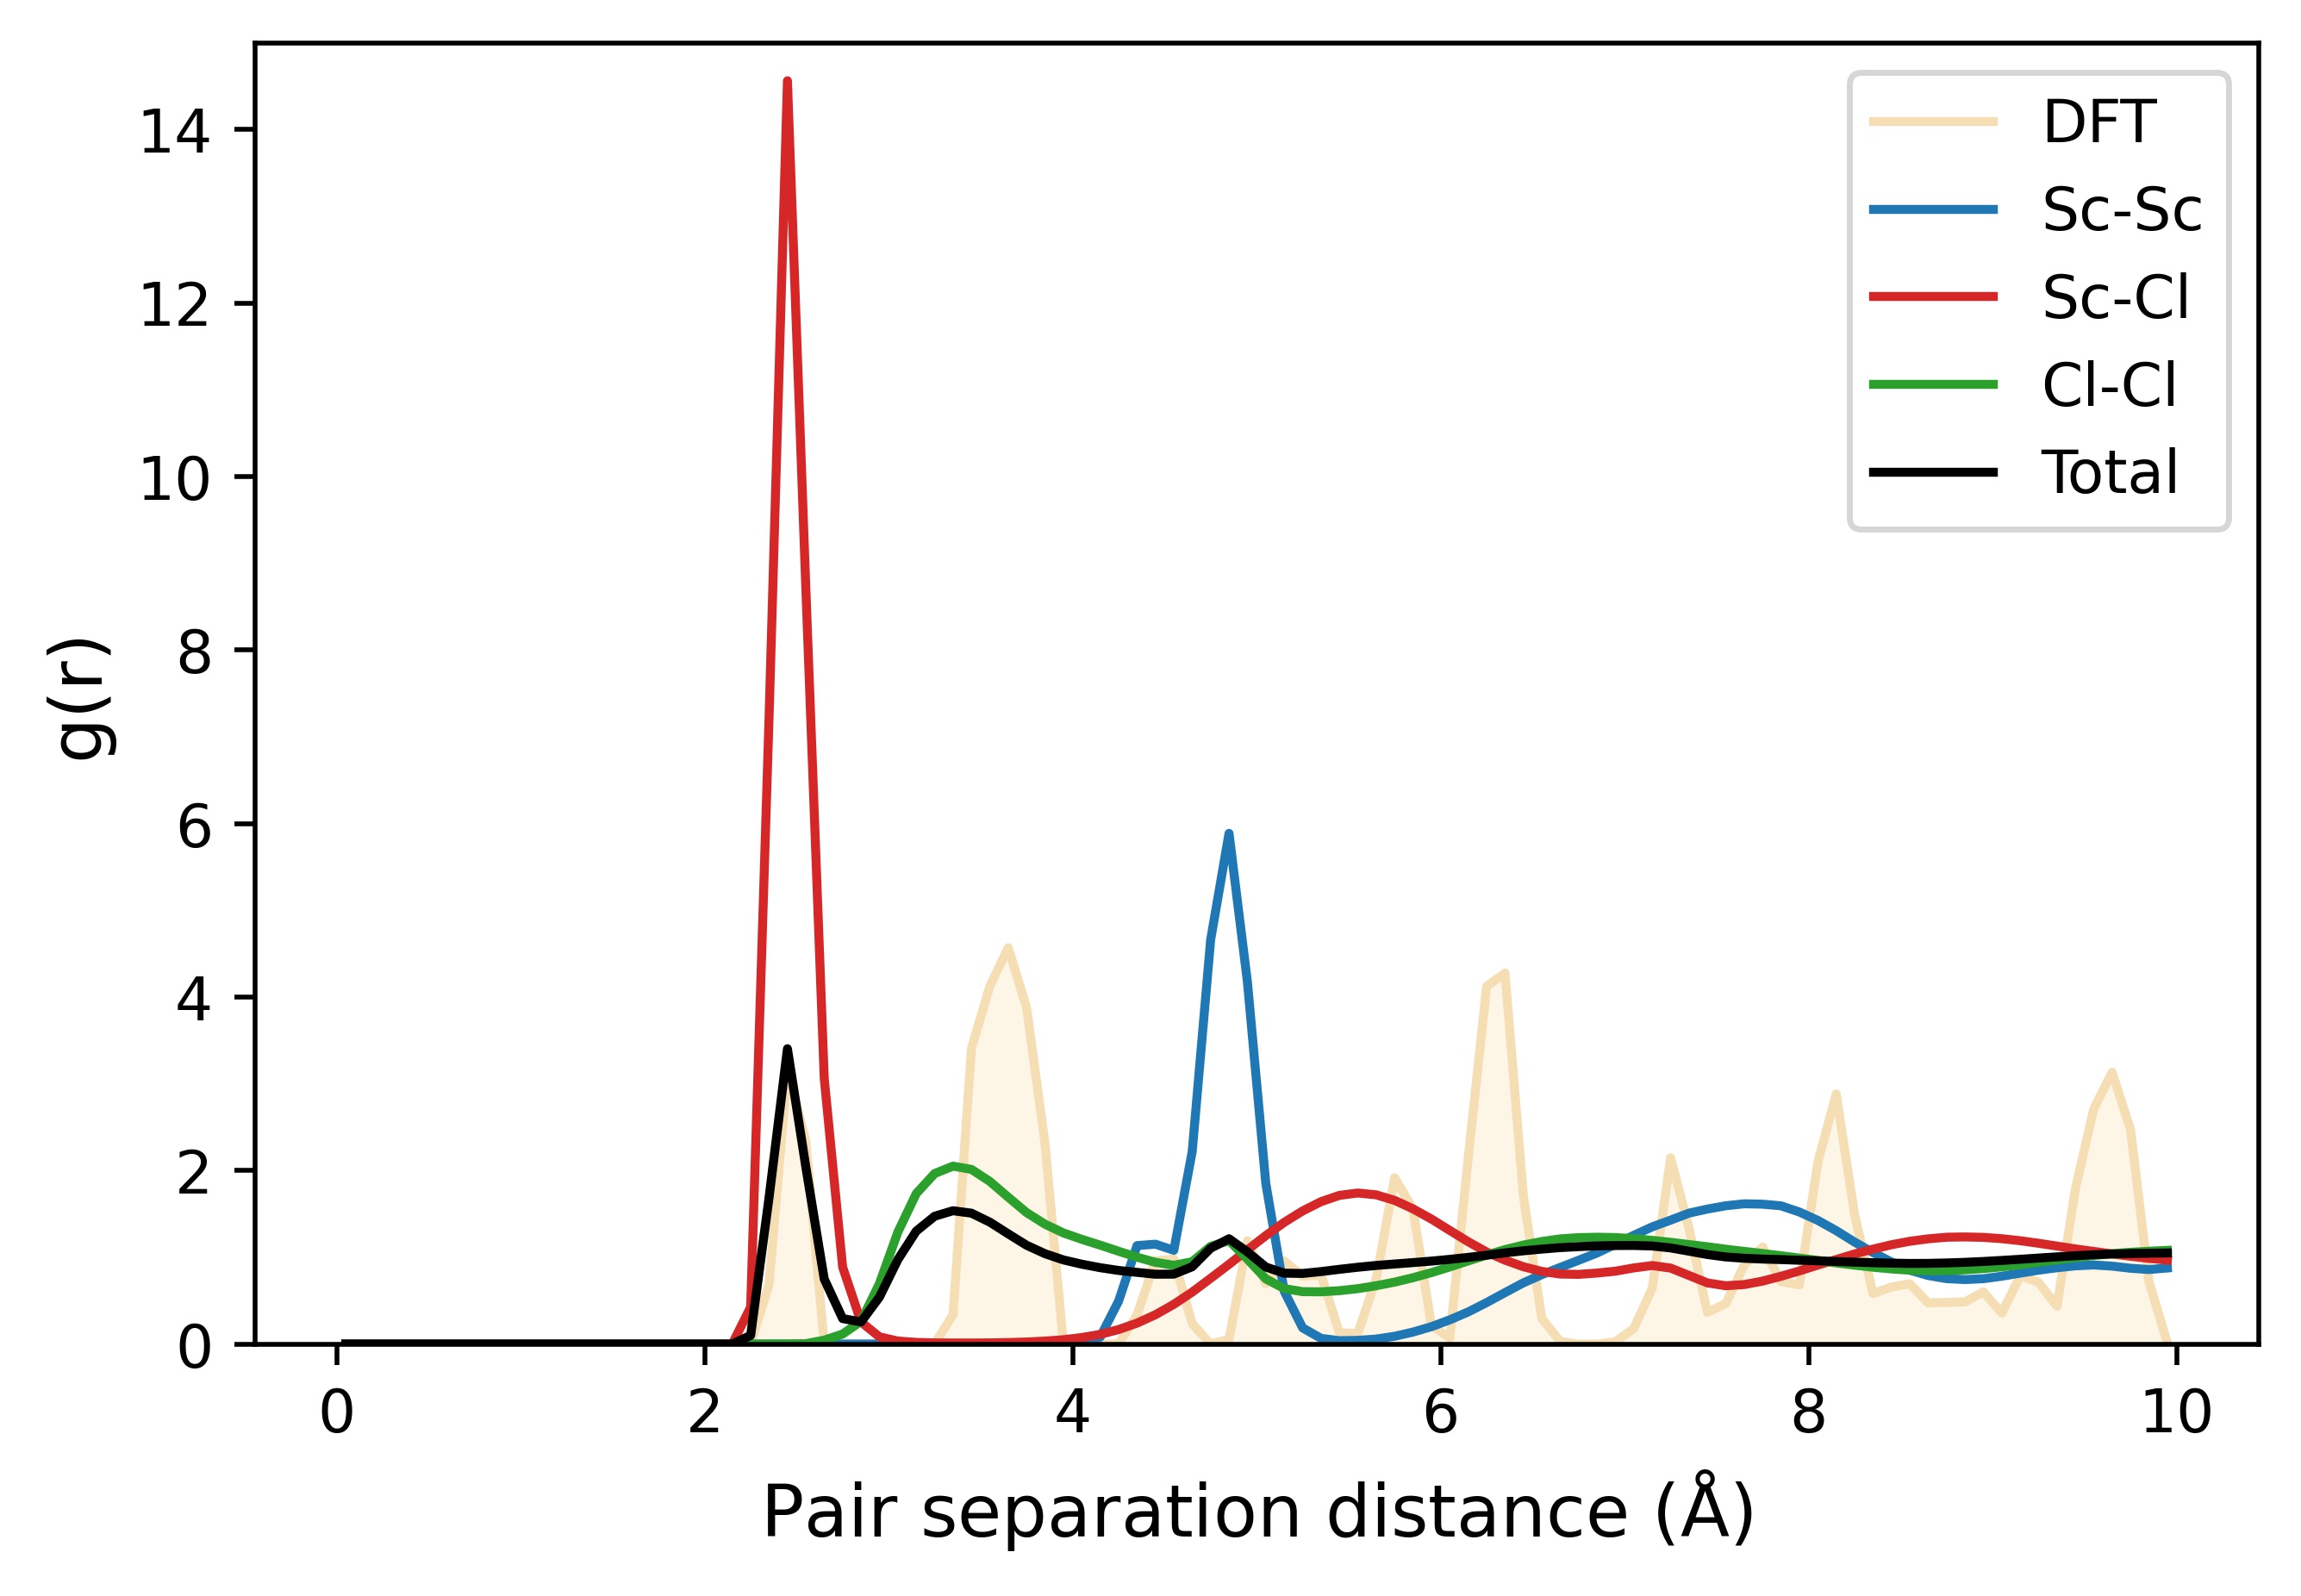 14
12
10
8
6
4
2
0
g(r)
0 2 4 6 8 10
Pair separation distance (Å)
DFT
Sc-Sc
Sc-Cl
Cl-Cl
Total